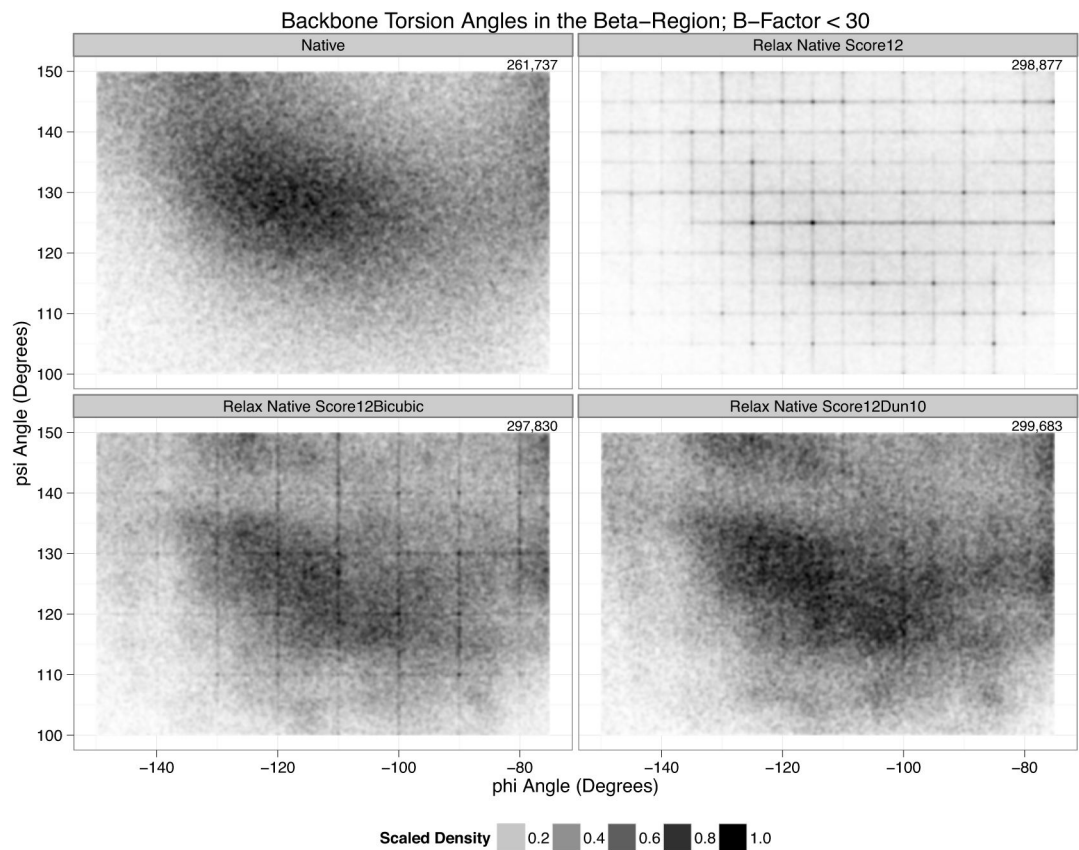 Backbone Torsion Angles in the Beta−Region; B−Factor < 30
Native
Relax Native Score12
261,737
298,877
150
140
130
120
110
100
Relax Native Score12Bicubic
Relax Native Score12Dun10
297,830
299,683
150
140
130
120
110
100
psi Angle (Degrees)
−140 −120 −100 −80 −140 −120 −100 −80
phi Angle (Degrees)
Scaled Density 0.2 0.4 0.6 0.8 1.0